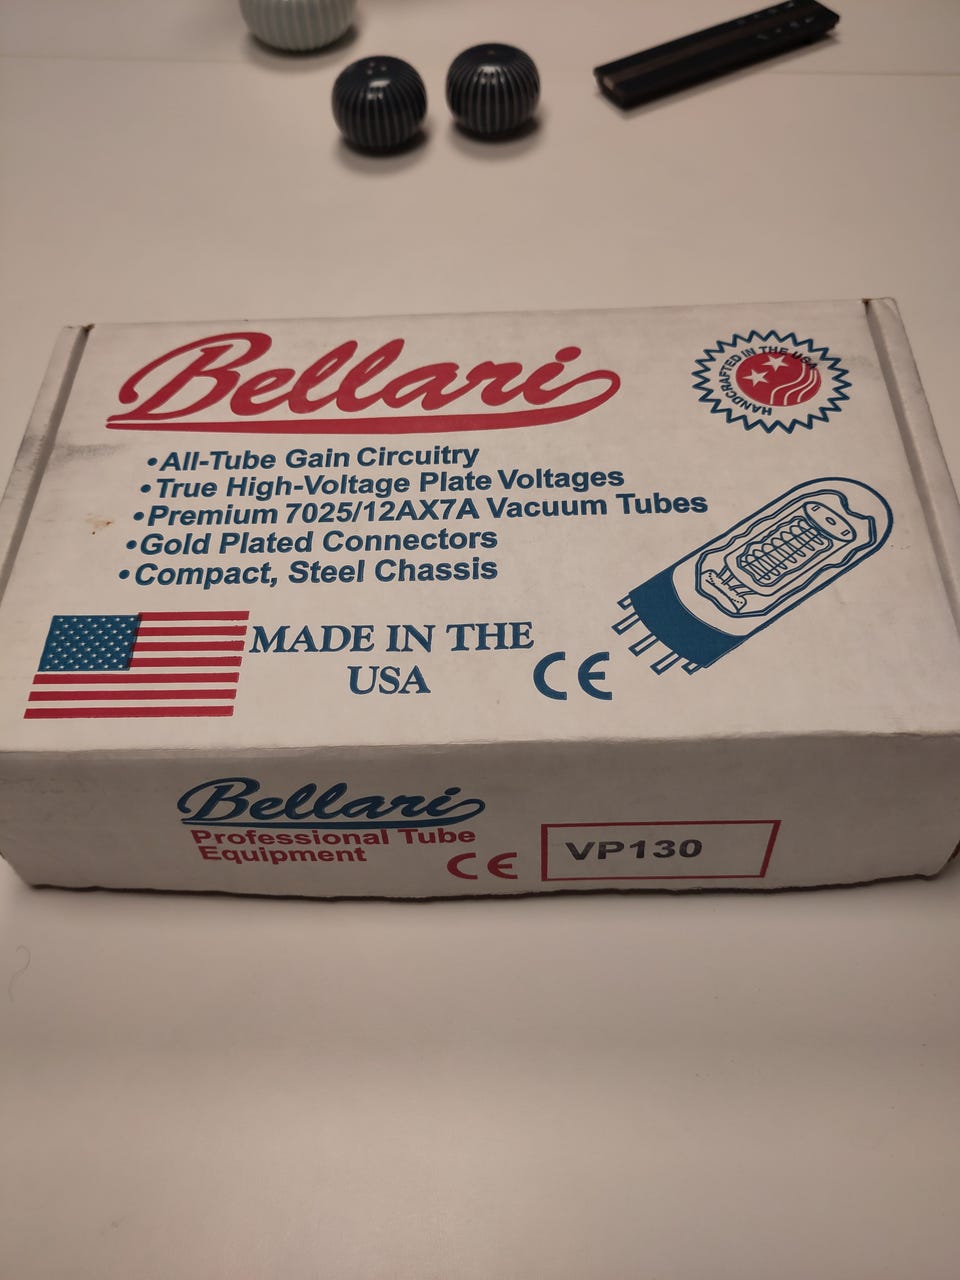 Bellari
HANDCRAFTED IN THE USA
•All-Tube Gain Circuitry
•True High-Voltage Plate Voltages
•Premium 7025/12AX7A Vacuum Tubes
•Gold Plated Connectors
•Compact, Steel Chassis
MADE IN THE
USA
CE
Bellari
Professional Tube
Equipment
CE
VP130